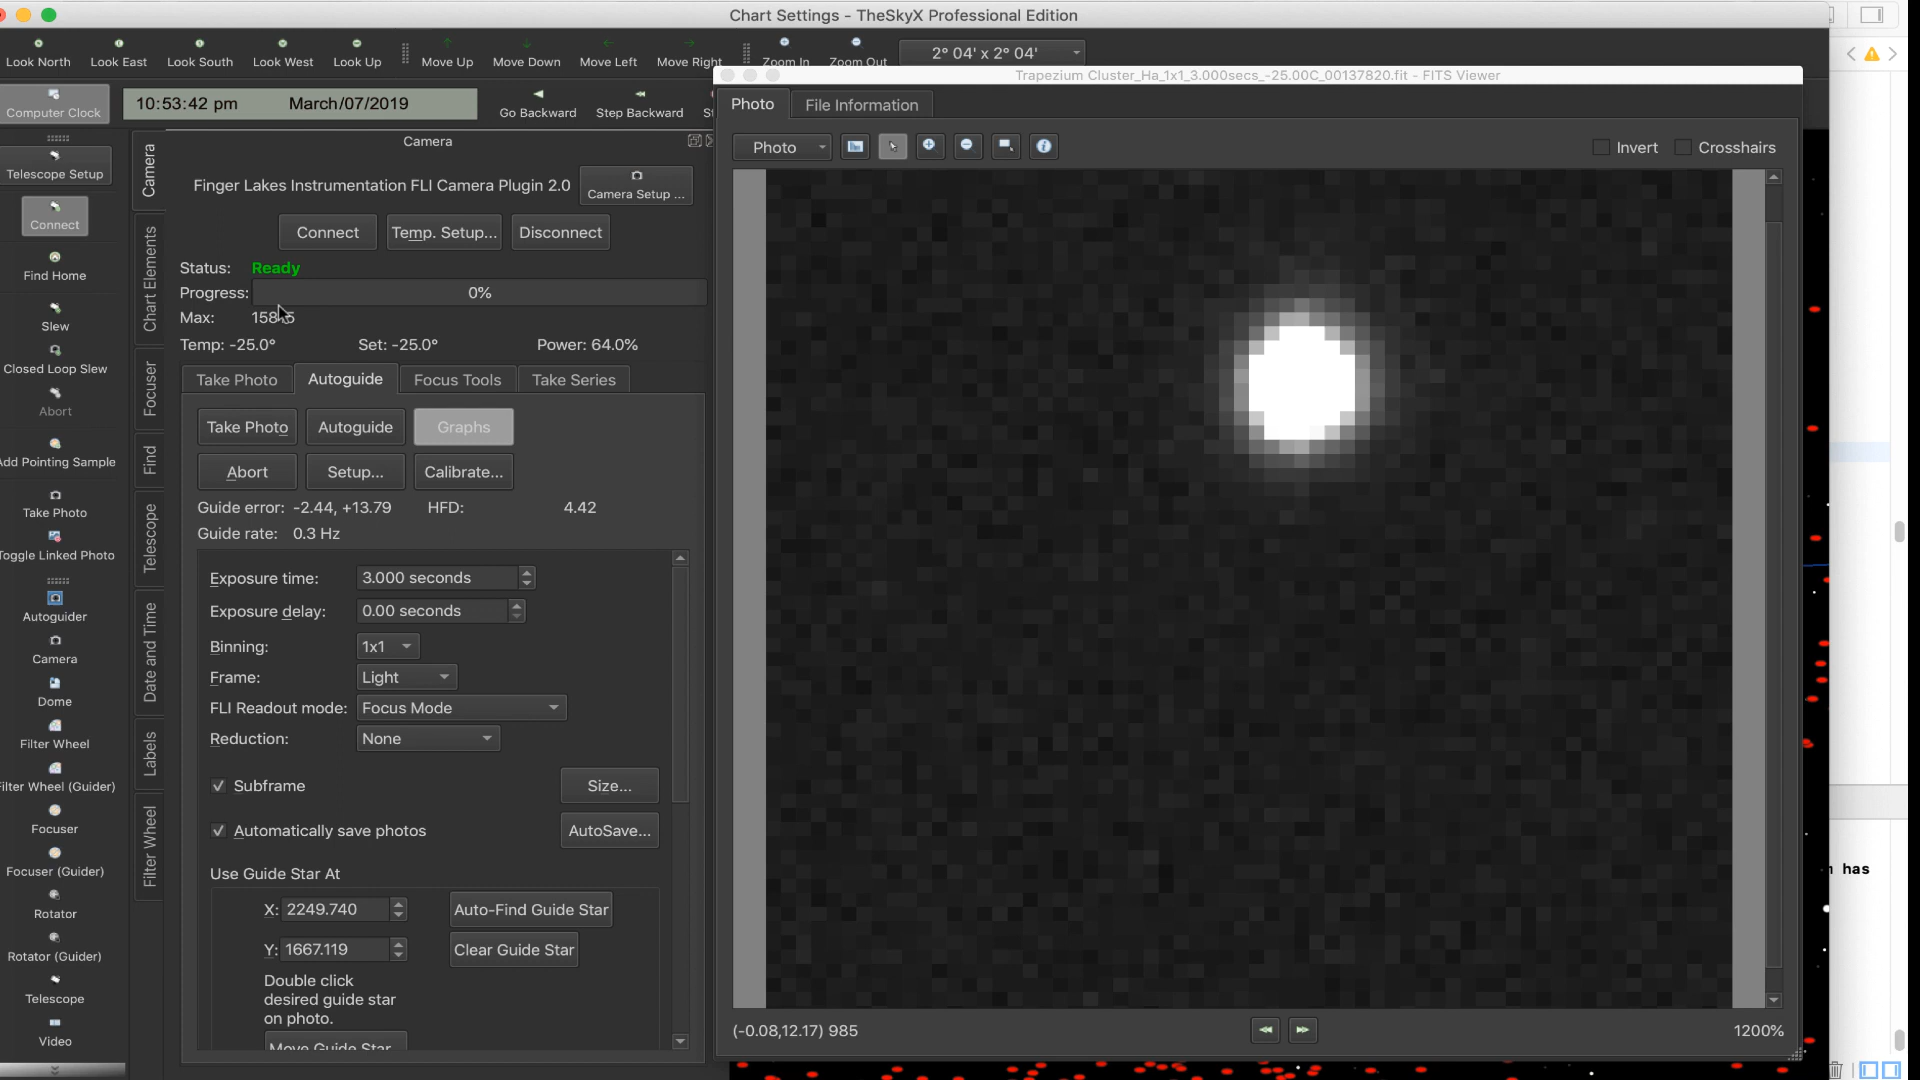 Chart Settings - TheSkyX Professional Edition
Look North
Look East
Look South
Look West
Look Up
Move Up
Move Down
Move Left
Move Right
Zoom In
Zoom Out
2° 04' x 2° 04'
Trapezium Cluster_Ha_1x1_3.000secs_-25.00C_00137820.fit - FITS Viewer
Computer Clock
10:53:42 pm March/07/2019
Go Backward
Step Backward
Photo
File Information
Camera
Photo
Invert
Crosshairs
Telescope Setup
Connect
Find Home
Slew
Closed Loop Slew
Abort
Add Pointing Sample
Take Photo
Toggle Linked Photo
Autoguider
Camera
Dome
Filter Wheel
Filter Wheel (Guider)
Focuser
Focuser (Guider)
Rotator
Rotator (Guider)
Telescope
Video
Camera
Chart Elements
Focuser
Find
Telescope
Date and Time
Labels
Filter Wheel
Finger Lakes Instrumentation FLI Camera Plugin 2.0
Camera Setup ...
Connect
Temp. Setup...
Disconnect
Status: Ready
Progress: 0%
Max:
Temp: -25.0° Set: -25.0° Power: 64.0%
Take Photo
Autoguide
Focus Tools
Take Series
Take Photo
Autoguide
Graphs
Abort
Setup...
Calibrate...
Guide error: -2.44, +13.79 HFD: 4.42
Guide rate: 0.3 Hz
Exposure time: 3.000 seconds
Exposure delay: 0.00 seconds
Binning: 1x1
Frame: Light
FLI Readout mode: Focus Mode
Reduction: None
Subframe
Size...
Automatically save photos
AutoSave...
Use Guide Star At
X: 2249.740
Auto-Find Guide Star
Y: 1667.119
Clear Guide Star
Double click
desired guide star
on photo.
Move Guide Star
(-0.08,12.17) 985
1200%
has